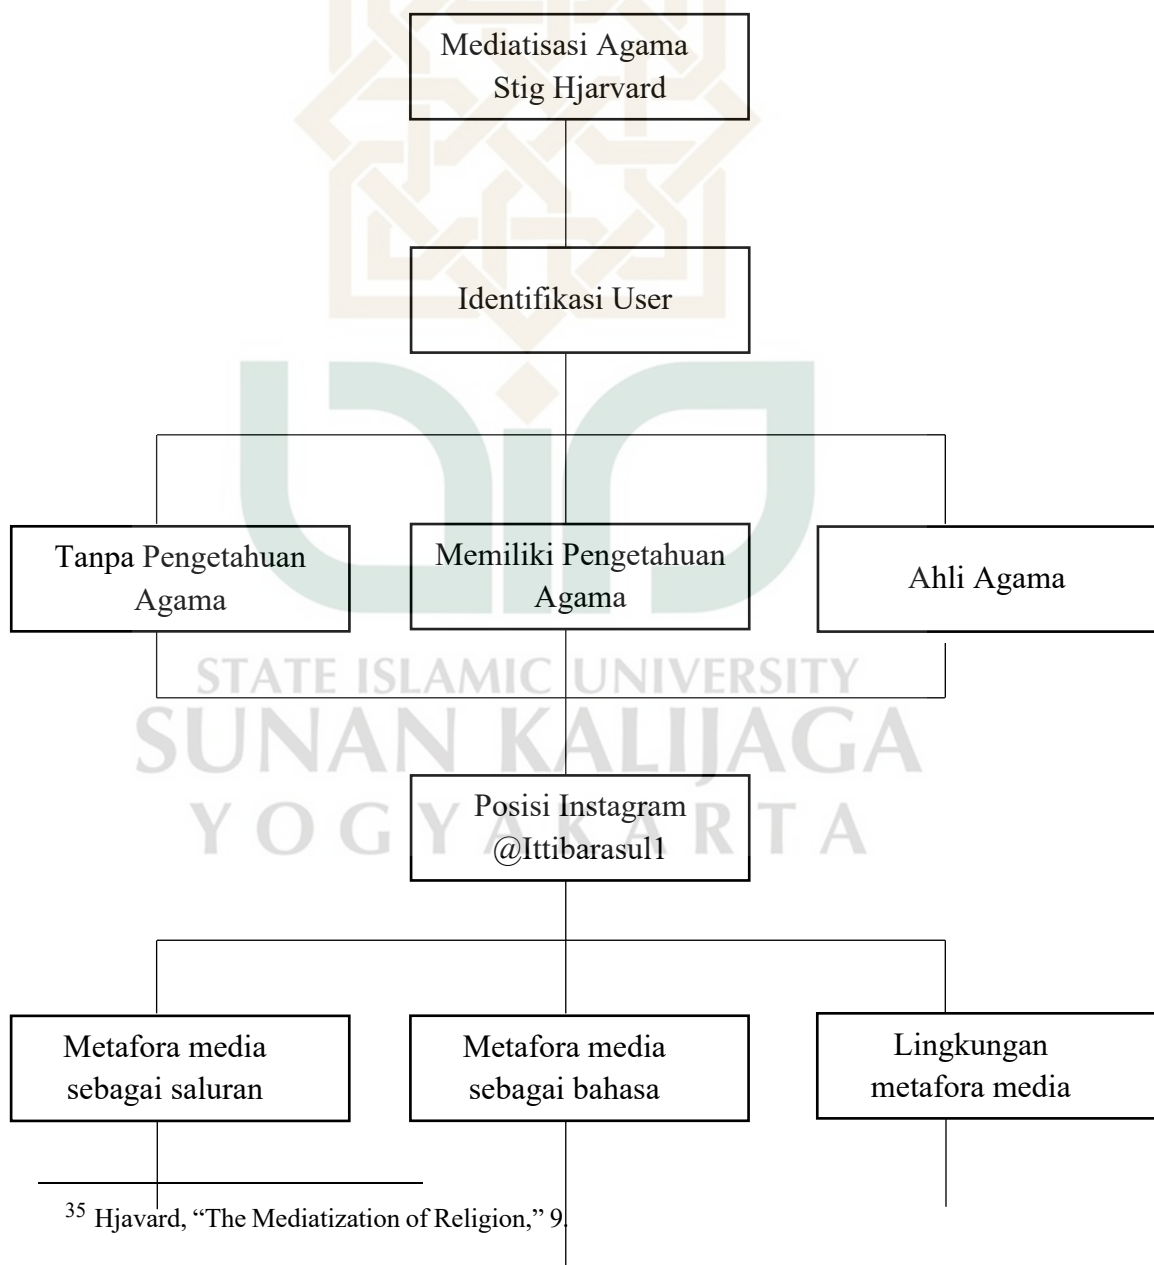 Mediatisasi Agama
Stig Hjarvard
Identifikasi User
Tanpa Pengetahuan
Agama
Memiliki Pengetahuan
Agama
Ahli Agama
STATE ISLAMIC UNIVERSITY
SUNAN KALIJAGA
YOGYAKARTA
Posisi Instagram
@Ittibarasul1
Metafora media
sebagai saluran
Metafora media
sebagai bahasa
Lingkungan
metafora media
35 Hjavard, “The Mediatization of Religion,” 9.